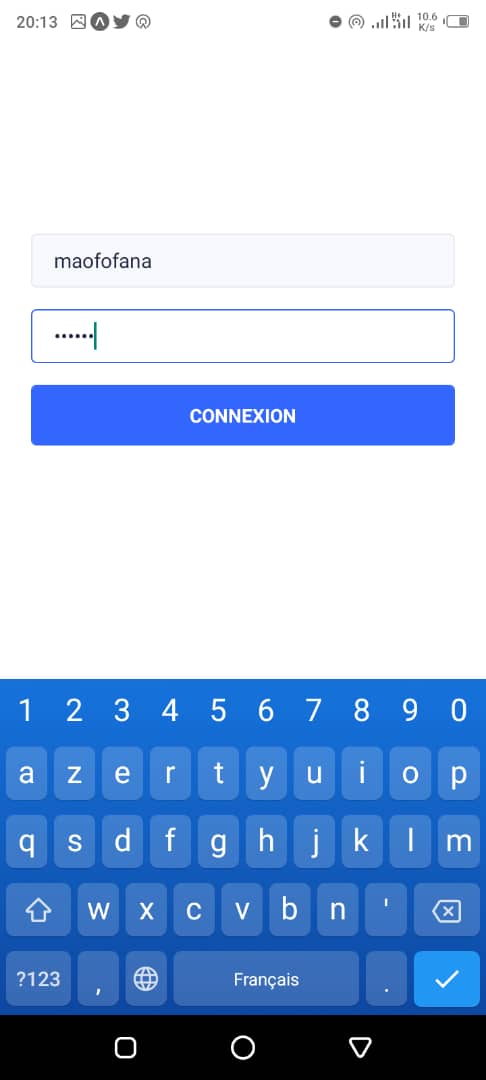 20:13 10.6
K/s
maofofana
••••••
CONNEXION
1 2 3 4 5 6 7 8 9 0
a z e r t y u i o p
q s d f g h j k l m
w x c v b n '
?123 , Français .